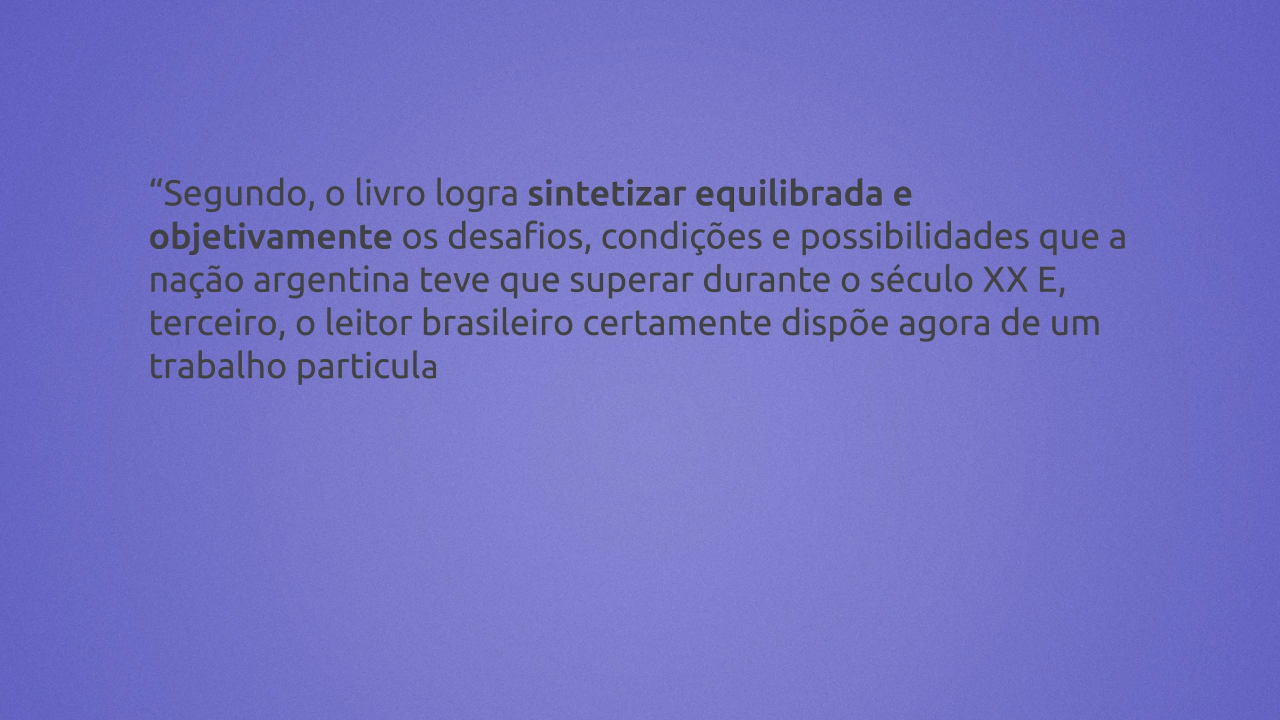 “Segundo, o livro logra sintetizar equilibrada e
objetivamente os desafios, condições e possibilidades que a
nação argentina teve que superar durante o século XX E,
terceiro, o leitor brasileiro certamente dispõe agora de um
trabalho particula